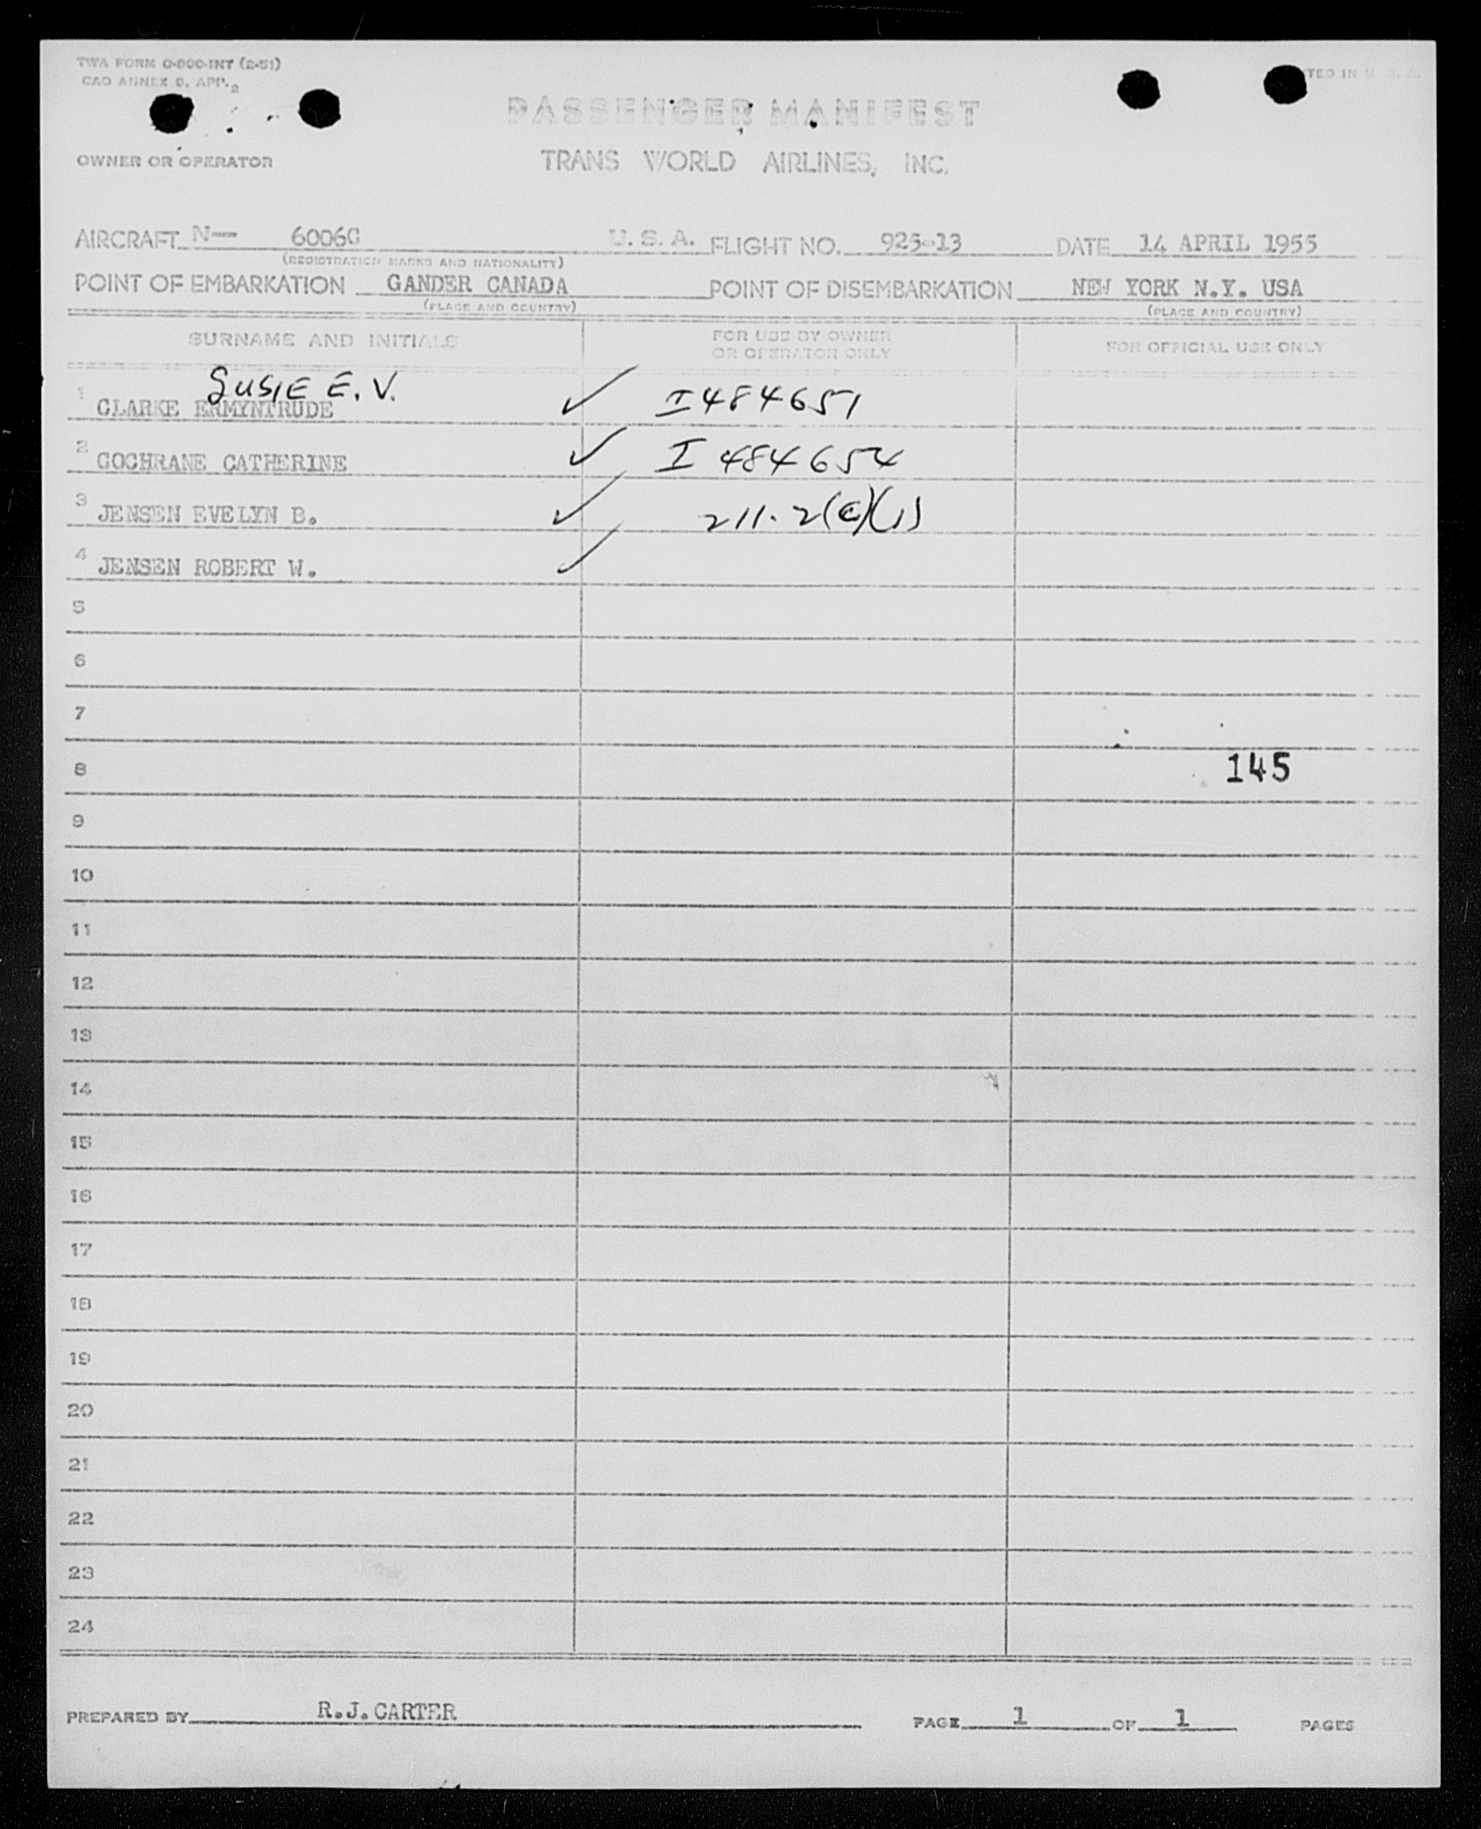 TWA FORM O-800-INT (2-51)
CAO ANNEX 9, APP. 2
PASSENGER MANIFEST
OWNER OR OPERATOR
TRANS WORLD AIRLINES, INC.
AIRCRAFT N— 6006C U. S. A. FLIGHT NO. 925-13 DATE 14 APRIL 1955
(REGISTRATION MARKS AND NATIONALITY)
POINT OF EMBARKATION GANDER CANADA POINT OF DISEMBARKATION NEW YORK N.Y. USA
(PLACE AND COUNTRY) (PLACE AND COUNTRY)
SURNAME AND INITIALS FOR USE BY OWNER OR OPERATOR ONLY FOR OFFICIAL USE ONLY
SUSIE E. V.
1 CLARKE ERMYNTRUDE ✓ I484651
2 COCHRANE CATHERINE ✓ I 484654
3 JENSEN EVELYN B. ✓ 211.2(e)(1)
4 JENSEN ROBERT W. ✓
5
6
7
8 145
9
10
11
12
13
14
15
16
17
18
19
20
21
22
23
24
PREPARED BY R.J.CARTER PAGE 1 OF 1 PAGES